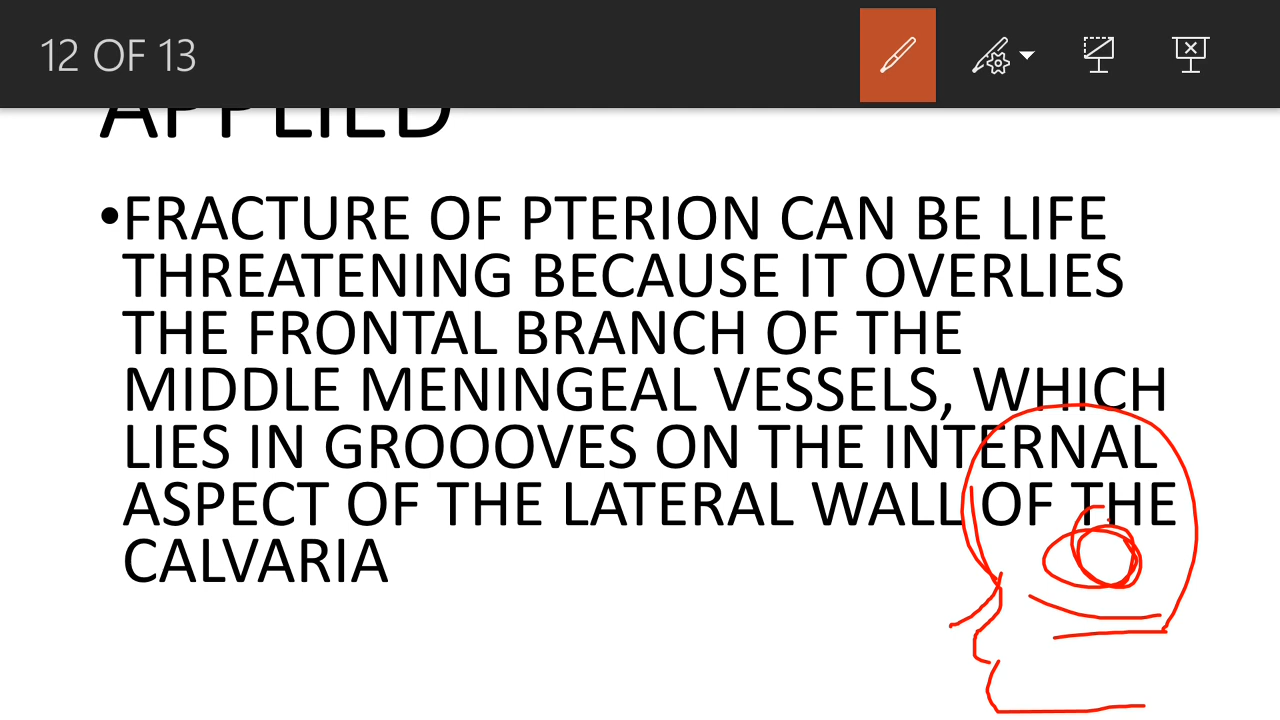 12 OF 13
APPLIED
•FRACTURE OF PTERION CAN BE LIFE
THREATENING BECAUSE IT OVERLIES
THE FRONTAL BRANCH OF THE
MIDDLE MENINGEAL VESSELS, WHICH
LIES IN GROOOVES ON THE INTERNAL
ASPECT OF THE LATERAL WALL OF THE
CALVARIA